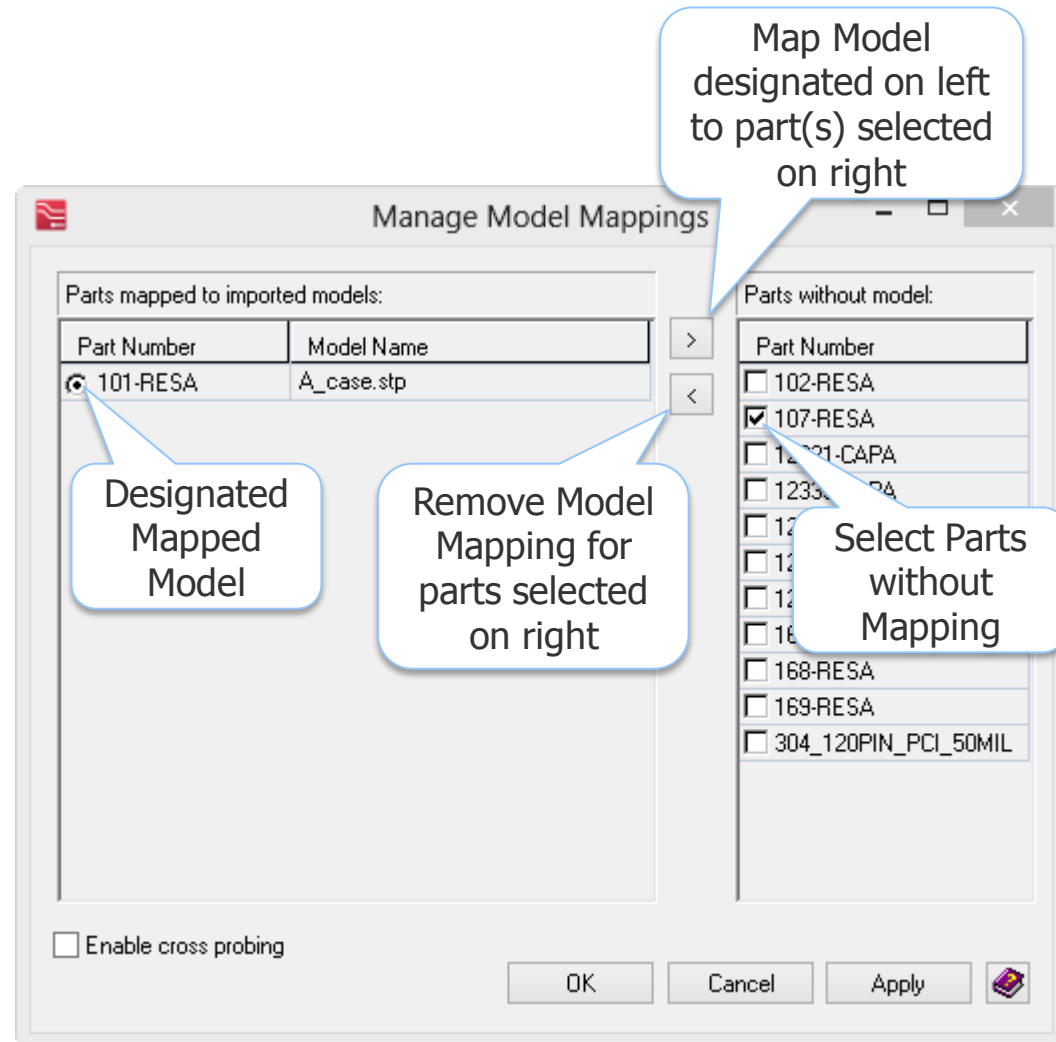 Map Model
designated on left
to part(s) selected
on right
Manage Model Mappings
Parts mapped to imported models:
Parts without model:
Part Number
Model Name
>
Part Number
101-RESA
A_case.stp
<
102-RESA
107-RESA
Designated
Mapped
Model
Remove Model
Mapping for
parts selected
on right
Select Parts
without
Mapping
168-RESA
169-RESA
304_120PIN_PCI_50MIL
Enable cross probing
OK
Cancel
Apply